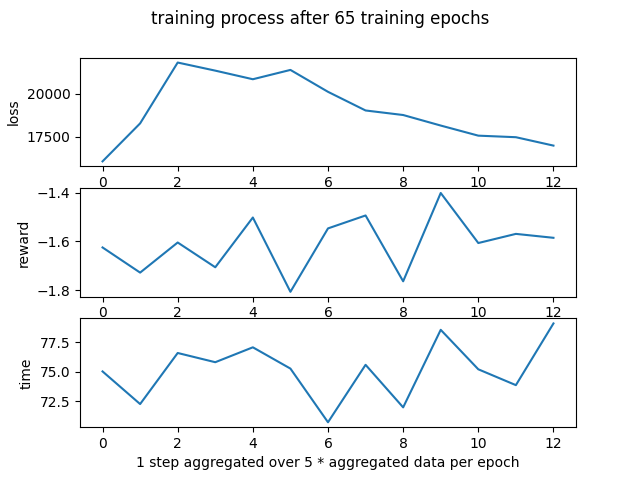 training process after 65 training epochs
20000
17500
loss
0 2 4 6 8 10 12
−1.4
−1.6
−1.8
reward
0 2 4 6 8 10 12
77.5
75.0
72.5
time
0 2 4 6 8 10 12
1 step aggregated over 5 * aggregated data per epoch